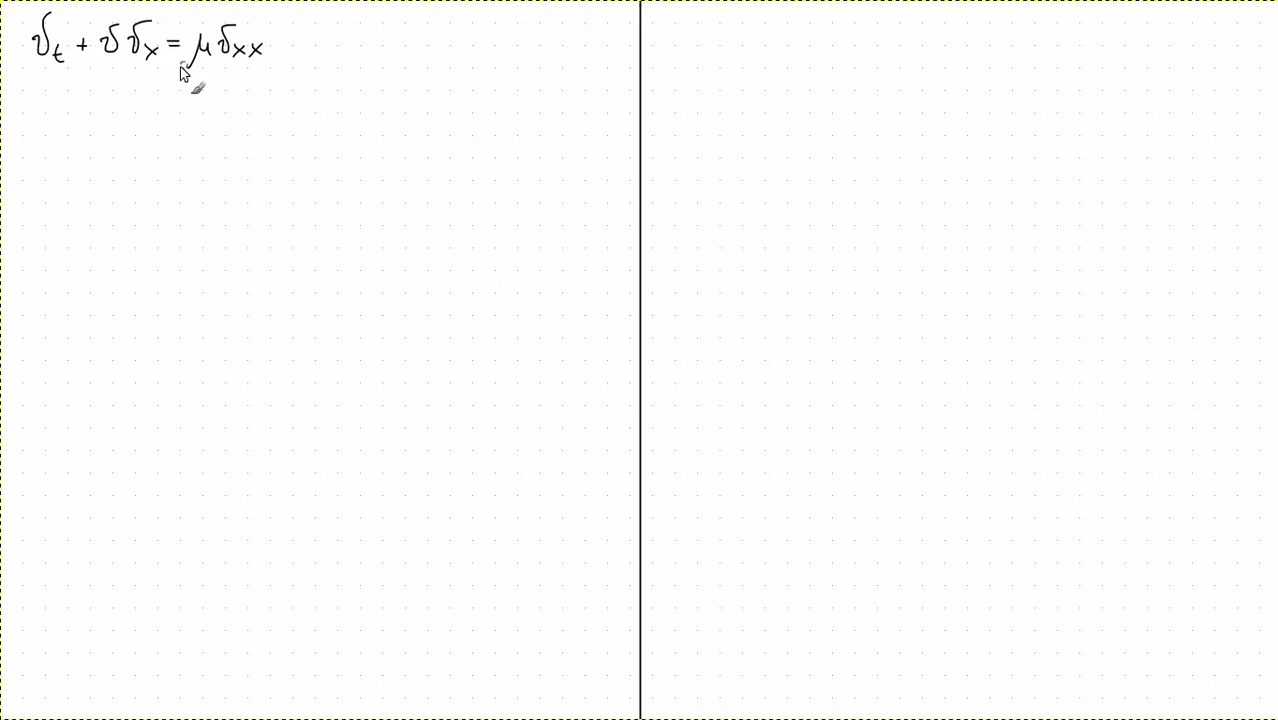 v_t + v v_x = μ v_xx